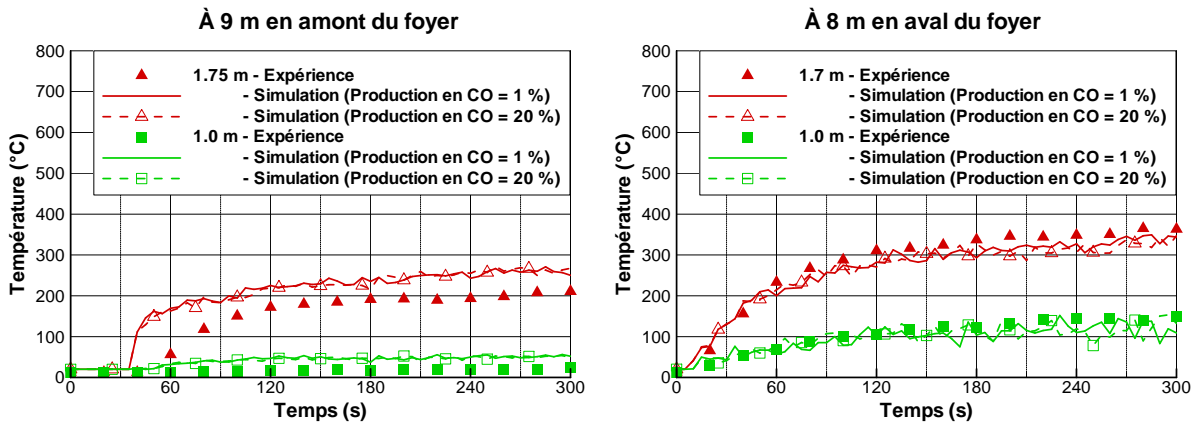 À 9 m en amont du foyer
800
700
600
500
400
300
200
100
0
Température (°C)
1.75 m - Expérience
- Simulation (Production en CO = 1 %)
- Simulation (Production en CO = 20 %)
1.0 m - Expérience
- Simulation (Production en CO = 1 %)
- Simulation (Production en CO = 20 %)
0 60 120 180 240 300
Temps (s)
À 8 m en aval du foyer
800
700
600
500
400
300
200
100
0
Température (°C)
1.7 m - Expérience
- Simulation (Production en CO = 1 %)
- Simulation (Production en CO = 20 %)
1.0 m - Expérience
- Simulation (Production en CO = 1 %)
- Simulation (Production en CO = 20 %)
0 60 120 180 240 300
Temps (s)